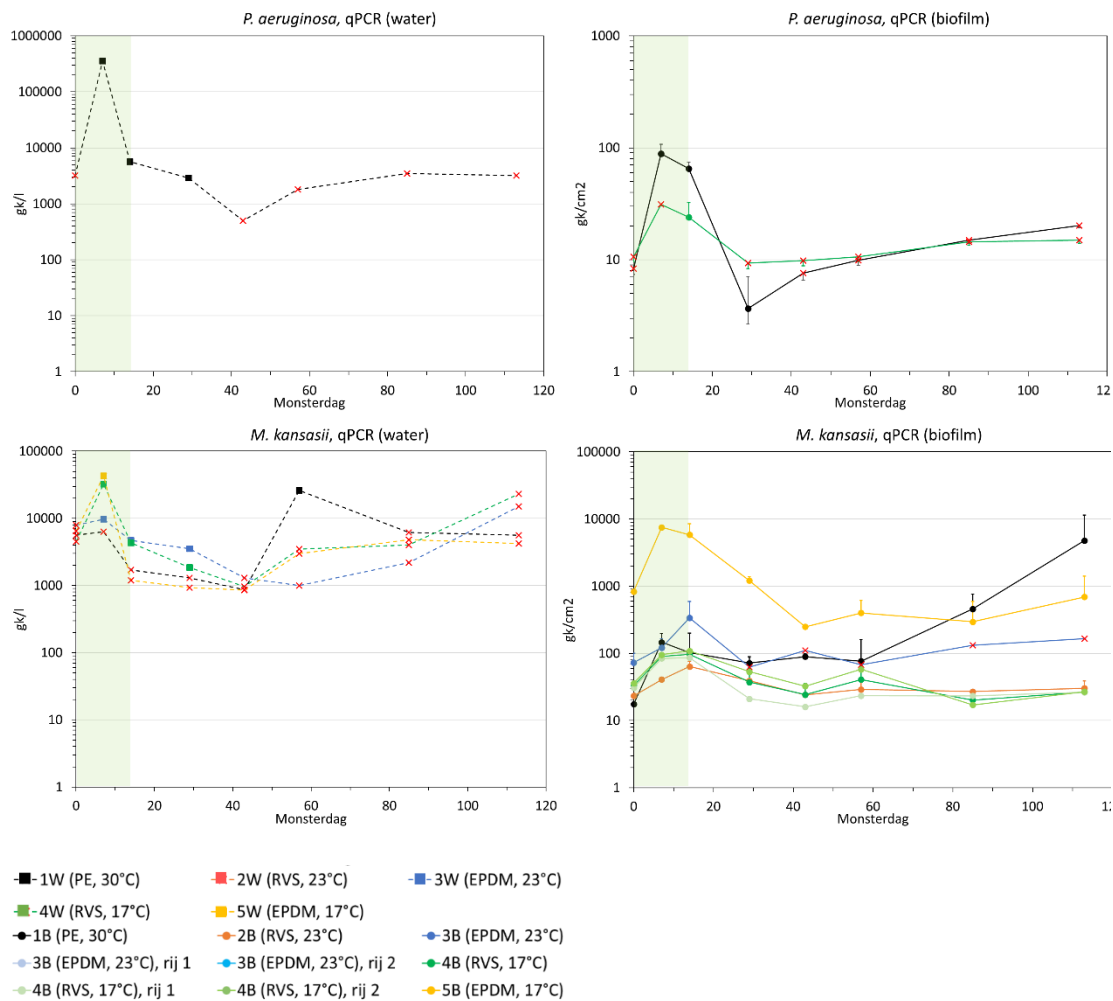 P. aeruginosa, qPCR (water)
1000000
100000
10000
1000
100
10
1
gk/l
0 20 40 60 80 100 120
Monsterdag
P. aeruginosa, qPCR (biofilm)
1000
100
10
1
gk/cm2
0 20 40 60 80 100 120
Monsterdag
M. kansasii, qPCR (water)
100000
10000
1000
100
10
1
gk/l
0 20 40 60 80 100 120
Monsterdag
M. kansasii, qPCR (biofilm)
100000
10000
1000
100
10
1
gk/cm2
0 20 40 60 80 100 12
Monsterdag
1W (PE, 30°C) 2W (RVS, 23°C) 3W (EPDM, 23°C)
4W (RVS, 17°C) 5W (EPDM, 17°C)
1B (PE, 30°C) 2B (RVS, 23°C) 3B (EPDM, 23°C)
3B (EPDM, 23°C), rij 1 3B (EPDM, 23°C), rij 2 4B (RVS, 17°C)
4B (RVS, 17°C), rij 1 4B (RVS, 17°C), rij 2 5B (EPDM, 17°C)